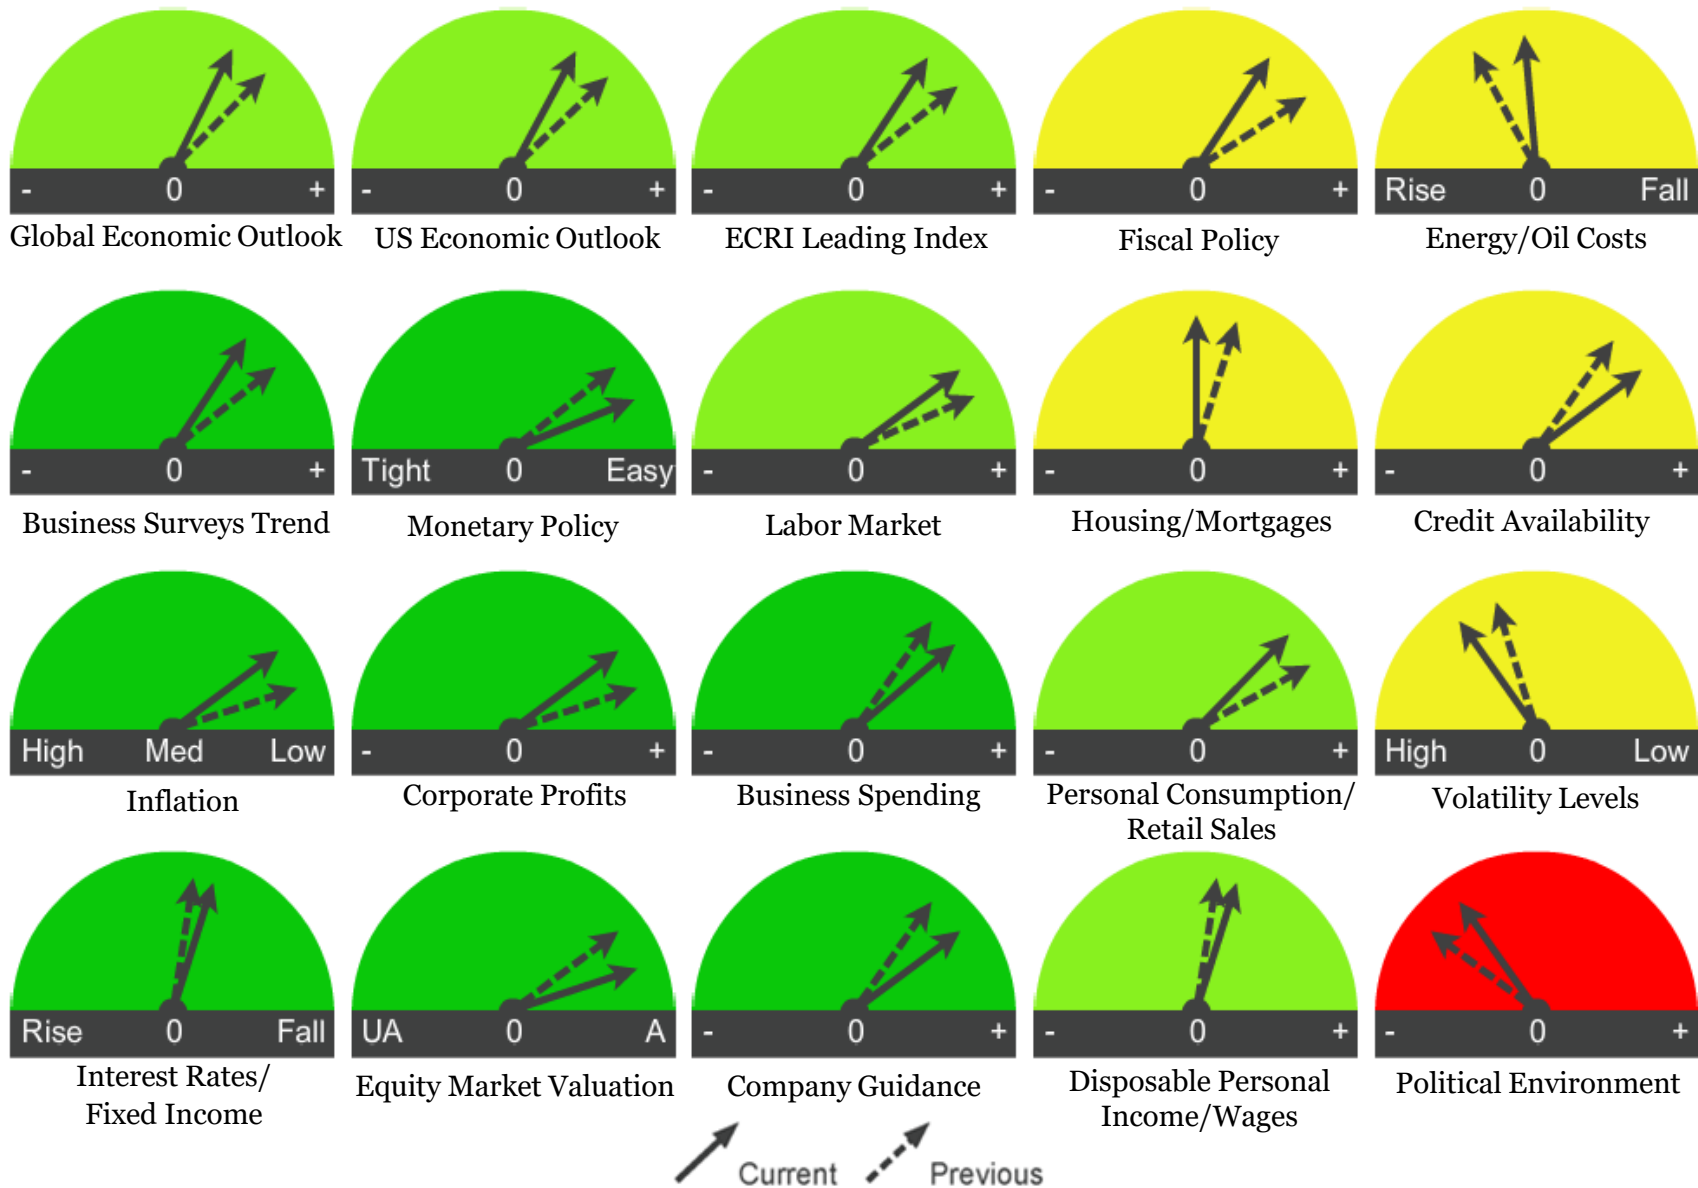 - 0 +
Global Economic Outlook
- 0 +
US Economic Outlook
- 0 +
ECRI Leading Index
- 0 +
Fiscal Policy
Rise 0 Fall
Energy/Oil Costs
- 0 +
Business Surveys Trend
Tight 0 Easy
Monetary Policy
- 0 +
Labor Market
- 0 +
Housing/Mortgages
- 0 +
Credit Availability
High Med Low
Inflation
- 0 +
Corporate Profits
- 0 +
Business Spending
- 0 +
Personal Consumption/
Retail Sales
High 0 Low
Volatility Levels
Rise 0 Fall
Interest Rates/
Fixed Income
UA 0 A
Equity Market Valuation
- 0 +
Company Guidance
- 0 +
Disposable Personal
Income/Wages
- 0 +
Political Environment
Current Previous